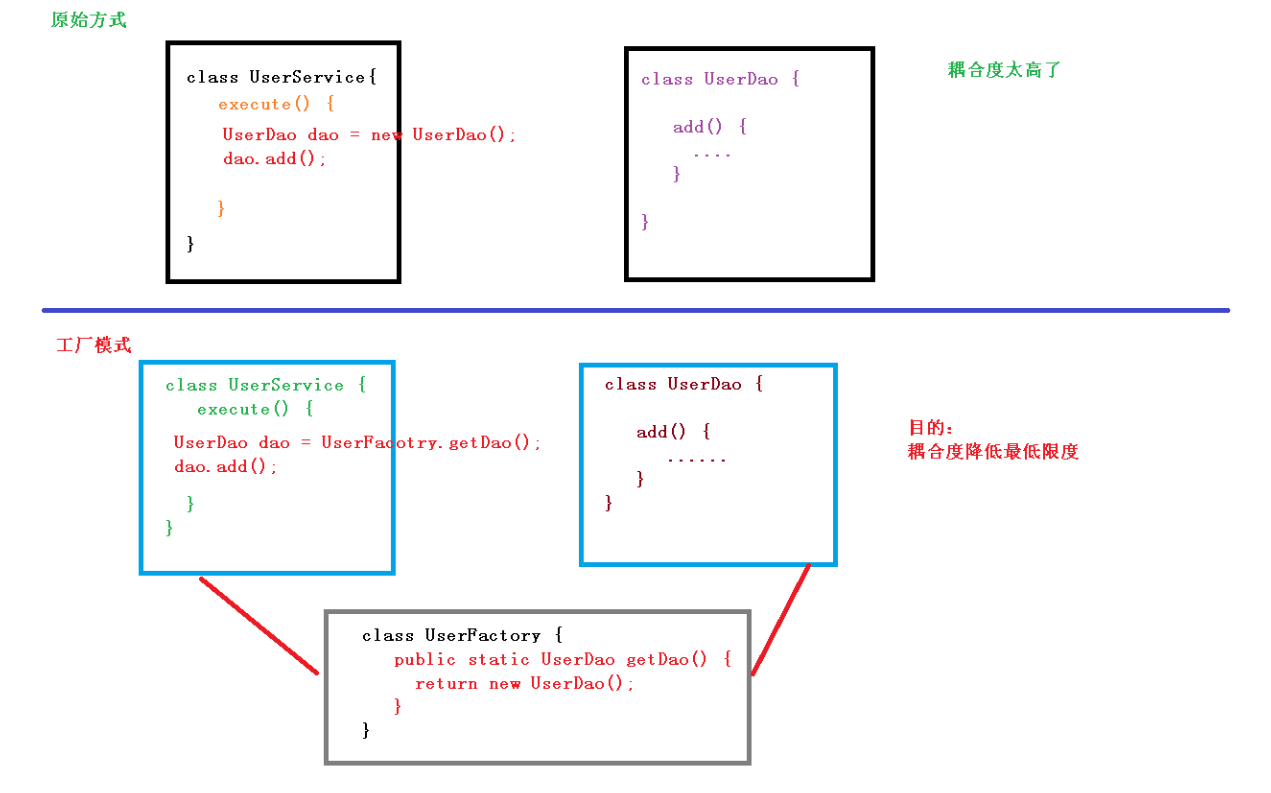 原始方式
class UserService{
execute() {
UserDao dao = new UserDao();
dao.add();
}
}
class UserDao {
add() {
....
}
}
耦合度太高了
工厂模式
class UserService {
execute() {
UserDao dao = UserFacotry.getDao();
dao.add();
}
}
class UserDao {
add() {
......
}
}
目的:
耦合度降低最低限度
class UserFactory {
public static UserDao getDao() {
return new UserDao();
}
}